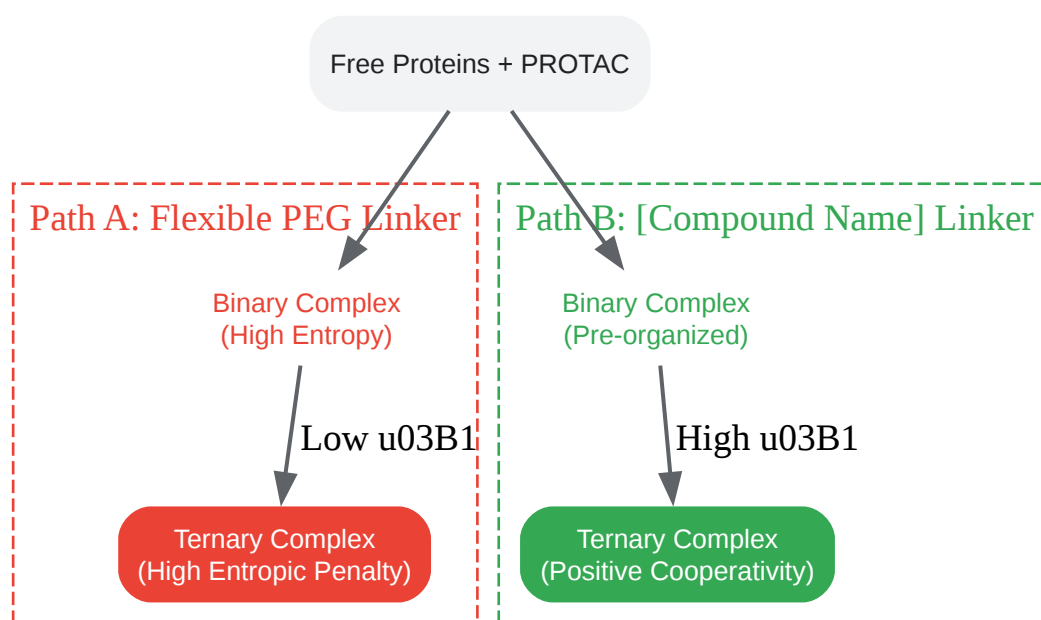 Free Proteins + PROTAC
Path A: Flexible PEG Linker
Path B: [Compound Name] Linker
Binary Complex
(High Entropy)
Binary Complex
(Pre-organized)
Low u03B1
High u03B1
Ternary Complex
(High Entropic Penalty)
Ternary Complex
(Positive Cooperativity)